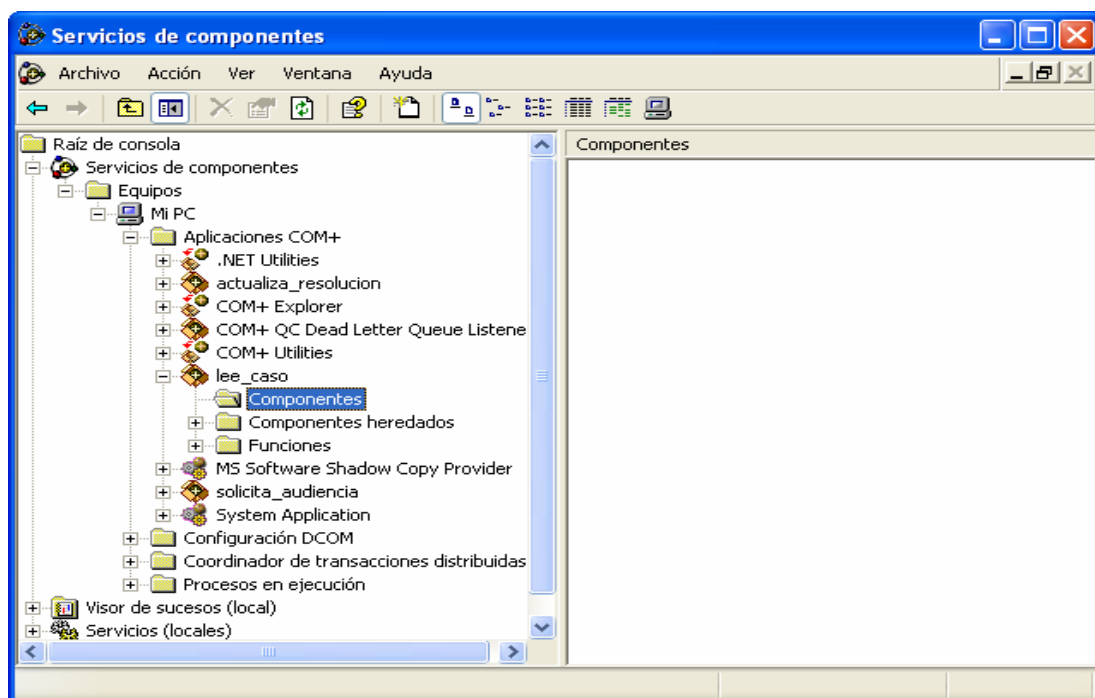 Servicios de componentes
Archivo Acción Ver Ventana Ayuda
Raíz de consola
Servicios de componentes
Equipos
Mi PC
Aplicaciones COM+
.NET Utilities
actualiza_resolucion
COM+ Explorer
COM+ QC Dead Letter Queue Listene
COM+ Utilities
lee_caso
Componentes
Componentes heredados
Funciones
MS Software Shadow Copy Provider
solicita_audiencia
System Application
Configuración DCOM
Coordinador de transacciones distribuidas
Procesos en ejecución
Visor de sucesos (local)
Servicios (locales)
Componentes